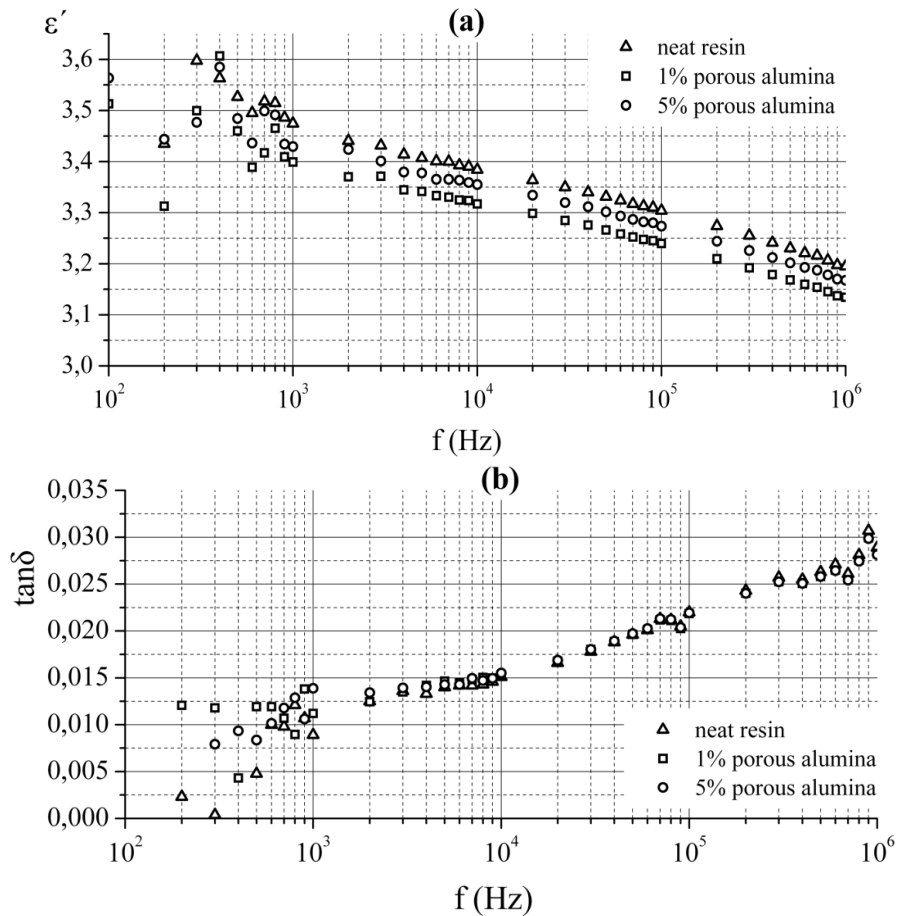 (a)
ε′
3,6
3,5
3,4
3,3
3,2
3,1
3,0
neat resin
1% porous alumina
5% porous alumina
10²
10³
10⁴
10⁵
10⁶
f (Hz)
(b)
tanδ
0,035
0,030
0,025
0,020
0,015
0,010
0,005
0,000
neat resin
1% porous alumina
5% porous alumina
10²
10³
10⁴
10⁵
10⁶
f (Hz)